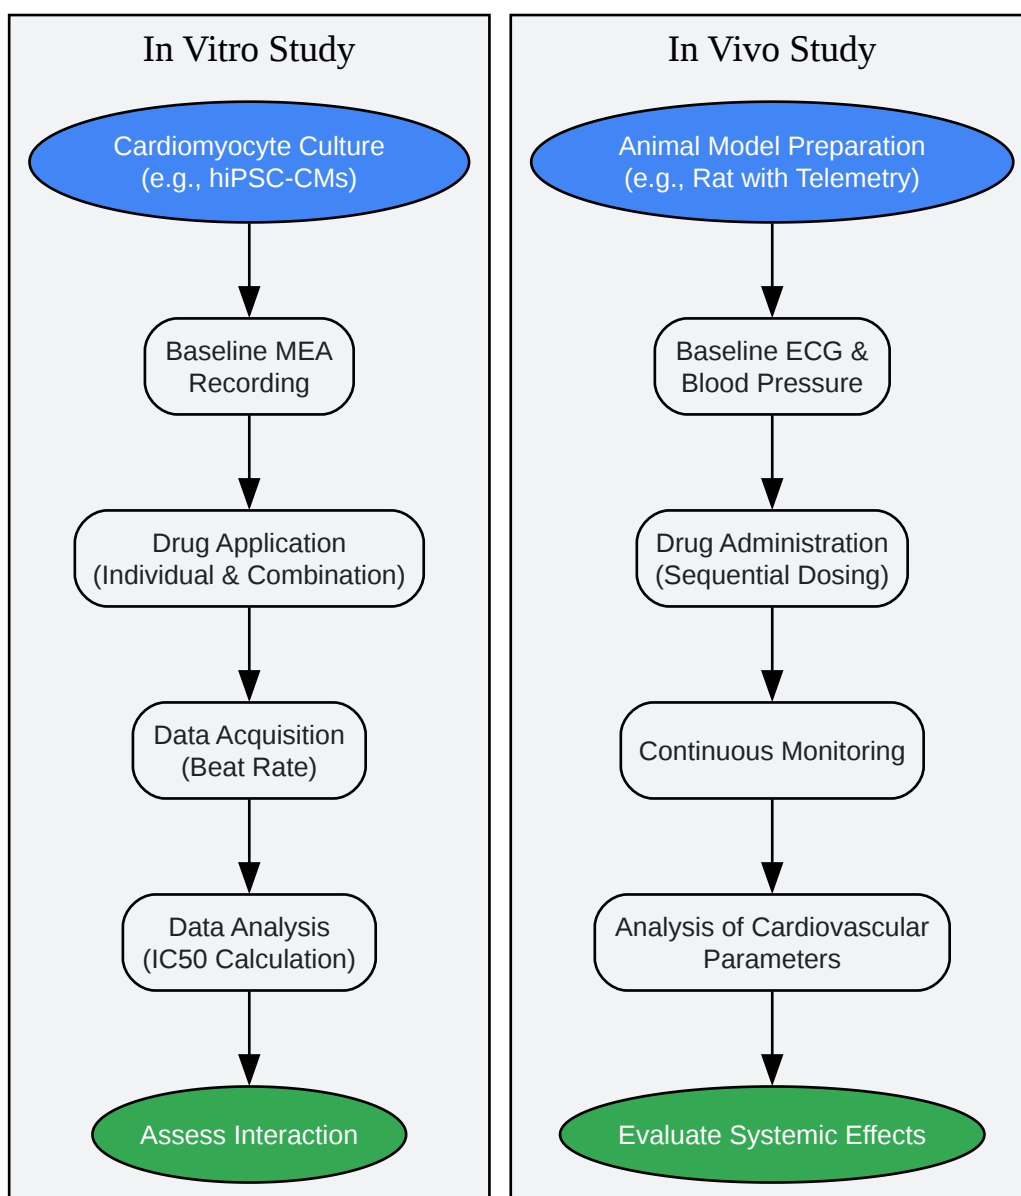 In Vitro Study
Cardiomyocyte Culture
(e.g., hiPSC-CMs)
Baseline MEA
Recording
Drug Application
(Individual & Combination)
Data Acquisition
(Beat Rate)
Data Analysis
(IC50 Calculation)
Assess Interaction
In Vivo Study
Animal Model Preparation
(e.g., Rat with Telemetry)
Baseline ECG &
Blood Pressure
Drug Administration
(Sequential Dosing)
Continuous Monitoring
Analysis of Cardiovascular
Parameters
Evaluate Systemic Effects